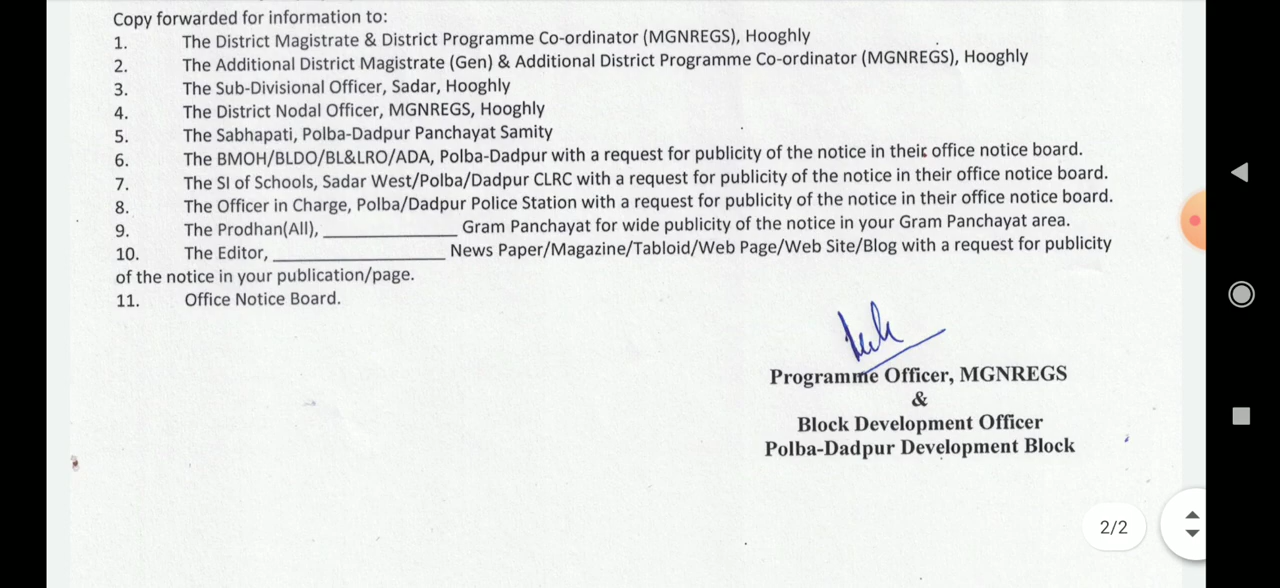 Copy forwarded for information to:
1. The District Magistrate & District Programme Co-ordinator (MGNREGS), Hooghly
2. The Additional District Magistrate (Gen) & Additional District Programme Co-ordinator (MGNREGS), Hooghly
3. The Sub-Divisional Officer, Sadar, Hooghly
4. The District Nodal Officer, MGNREGS, Hooghly
5. The Sabhapati, Polba-Dadpur Panchayat Samity
6. The BMOH/BLDO/BL&LRO/ADA, Polba-Dadpur with a request for publicity of the notice in their office notice board.
7. The SI of Schools, Sadar West/Polba/Dadpur CLRC with a request for publicity of the notice in their office notice board.
8. The Officer in Charge, Polba/Dadpur Police Station with a request for publicity of the notice in their office notice board.
9. The Prodhan(All), ______________ Gram Panchayat for wide publicity of the notice in your Gram Panchayat area.
10. The Editor, __________________ News Paper/Magazine/Tabloid/Web Page/Web Site/Blog with a request for publicity
of the notice in your publication/page.
11. Office Notice Board.
Programme Officer, MGNREGS
&
Block Development Officer
Polba-Dadpur Development Block
2/2